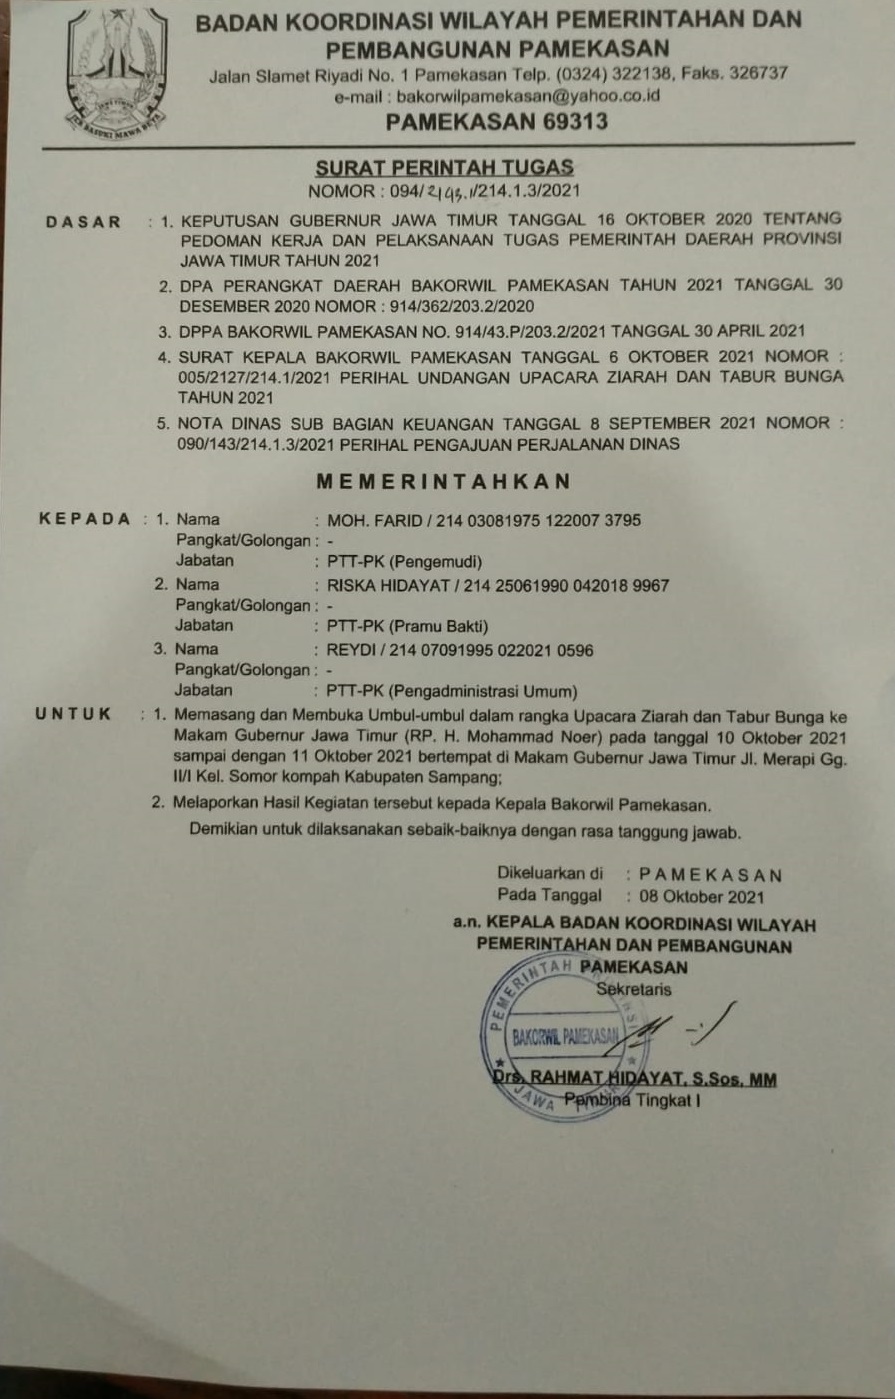 BADAN KOORDINASI WILAYAH PEMERINTAHAN DAN
PEMBANGUNAN PAMEKASAN
Jalan Slamet Riyadi No. 1 Pamekasan Telp. (0324) 322138, Faks. 326737
e-mail : bakorwilpamekasan@yahoo.co.id
PAMEKASAN 69313
SURAT PERINTAH TUGAS
NOMOR : 094/2143.1/214.1.3/2021
DASAR : 1. KEPUTUSAN GUBERNUR JAWA TIMUR TANGGAL 16 OKTOBER 2020 TENTANG
PEDOMAN KERJA DAN PELAKSANAAN TUGAS PEMERINTAH DAERAH PROVINSI
JAWA TIMUR TAHUN 2021
2. DPA PERANGKAT DAERAH BAKORWIL PAMEKASAN TAHUN 2021 TANGGAL 30
DESEMBER 2020 NOMOR : 914/362/203.2/2020
3. DPPA BAKORWIL PAMEKASAN NO. 914/43.P/203.2/2021 TANGGAL 30 APRIL 2021
4. SURAT KEPALA BAKORWIL PAMEKASAN TANGGAL 6 OKTOBER 2021 NOMOR :
005/2127/214.1/2021 PERIHAL UNDANGAN UPACARA ZIARAH DAN TABUR BUNGA
TAHUN 2021
5. NOTA DINAS SUB BAGIAN KEUANGAN TANGGAL 8 SEPTEMBER 2021 NOMOR :
090/143/214.1.3/2021 PERIHAL PENGAJUAN PERJALANAN DINAS
MEMERINTAHKAN
KEPADA : 1. Nama : MOH. FARID / 214 03081975 122007 3795
Pangkat/Golongan : -
Jabatan : PTT-PK (Pengemudi)
2. Nama : RISKA HIDAYAT / 214 25061990 042018 9967
Pangkat/Golongan : -
Jabatan : PTT-PK (Pramu Bakti)
3. Nama : REYDI / 214 07091995 022021 0596
Pangkat/Golongan : -
Jabatan : PTT-PK (Pengadministrasi Umum)
UNTUK : 1. Memasang dan Membuka Umbul-umbul dalam rangka Upacara Ziarah dan Tabur Bunga ke
Makam Gubernur Jawa Timur (RP. H. Mohammad Noer) pada tanggal 10 Oktober 2021
sampai dengan 11 Oktober 2021 bertempat di Makam Gubernur Jawa Timur Jl. Merapi Gg.
II/I Kel. Somor kompah Kabupaten Sampang;
2. Melaporkan Hasil Kegiatan tersebut kepada Kepala Bakorwil Pamekasan.
Demikian untuk dilaksanakan sebaik-baiknya dengan rasa tanggung jawab.
Dikeluarkan di : PAMEKASAN
Pada Tanggal : 08 Oktober 2021
a.n. KEPALA BADAN KOORDINASI WILAYAH
PEMERINTAHAN DAN PEMBANGUNAN
PAMEKASAN
Sekretaris
PEMERINTAH
BAKORWIL PAMEKASAN
JAWA
Drs. RAHMAT HIDAYAT, S.Sos, MM
Pembina Tingkat I